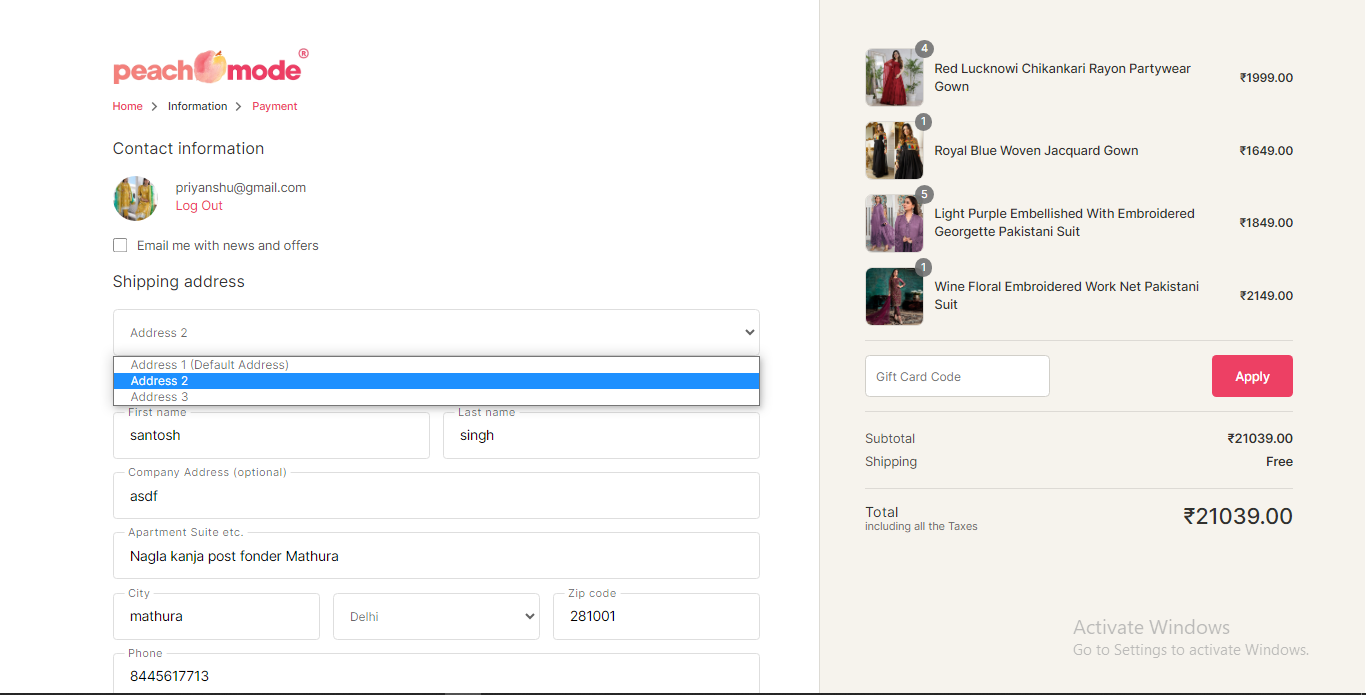 peachmode®
Home > Information > Payment
Contact information
priyanshu@gmail.com
Log Out
Email me with news and offers
Shipping address
Address 2
Address 1 (Default Address)
Address 2
Address 3
First name
santosh
Last name
singh
Company Address (optional)
asdf
Apartment Suite etc.
Nagla kanja post fonder Mathura
City
mathura
Delhi
Zip code
281001
Phone
8445617713
4
Red Lucknowi Chikankari Rayon Partywear
Gown
₹1999.00
1
Royal Blue Woven Jacquard Gown
₹1649.00
5
Light Purple Embellished With Embroidered
Georgette Pakistani Suit
₹1849.00
1
Wine Floral Embroidered Work Net Pakistani
Suit
₹2149.00
Gift Card Code
Apply
Subtotal ₹21039.00
Shipping Free
Total ₹21039.00
including all the Taxes
Activate Windows
Go to Settings to activate Windows.